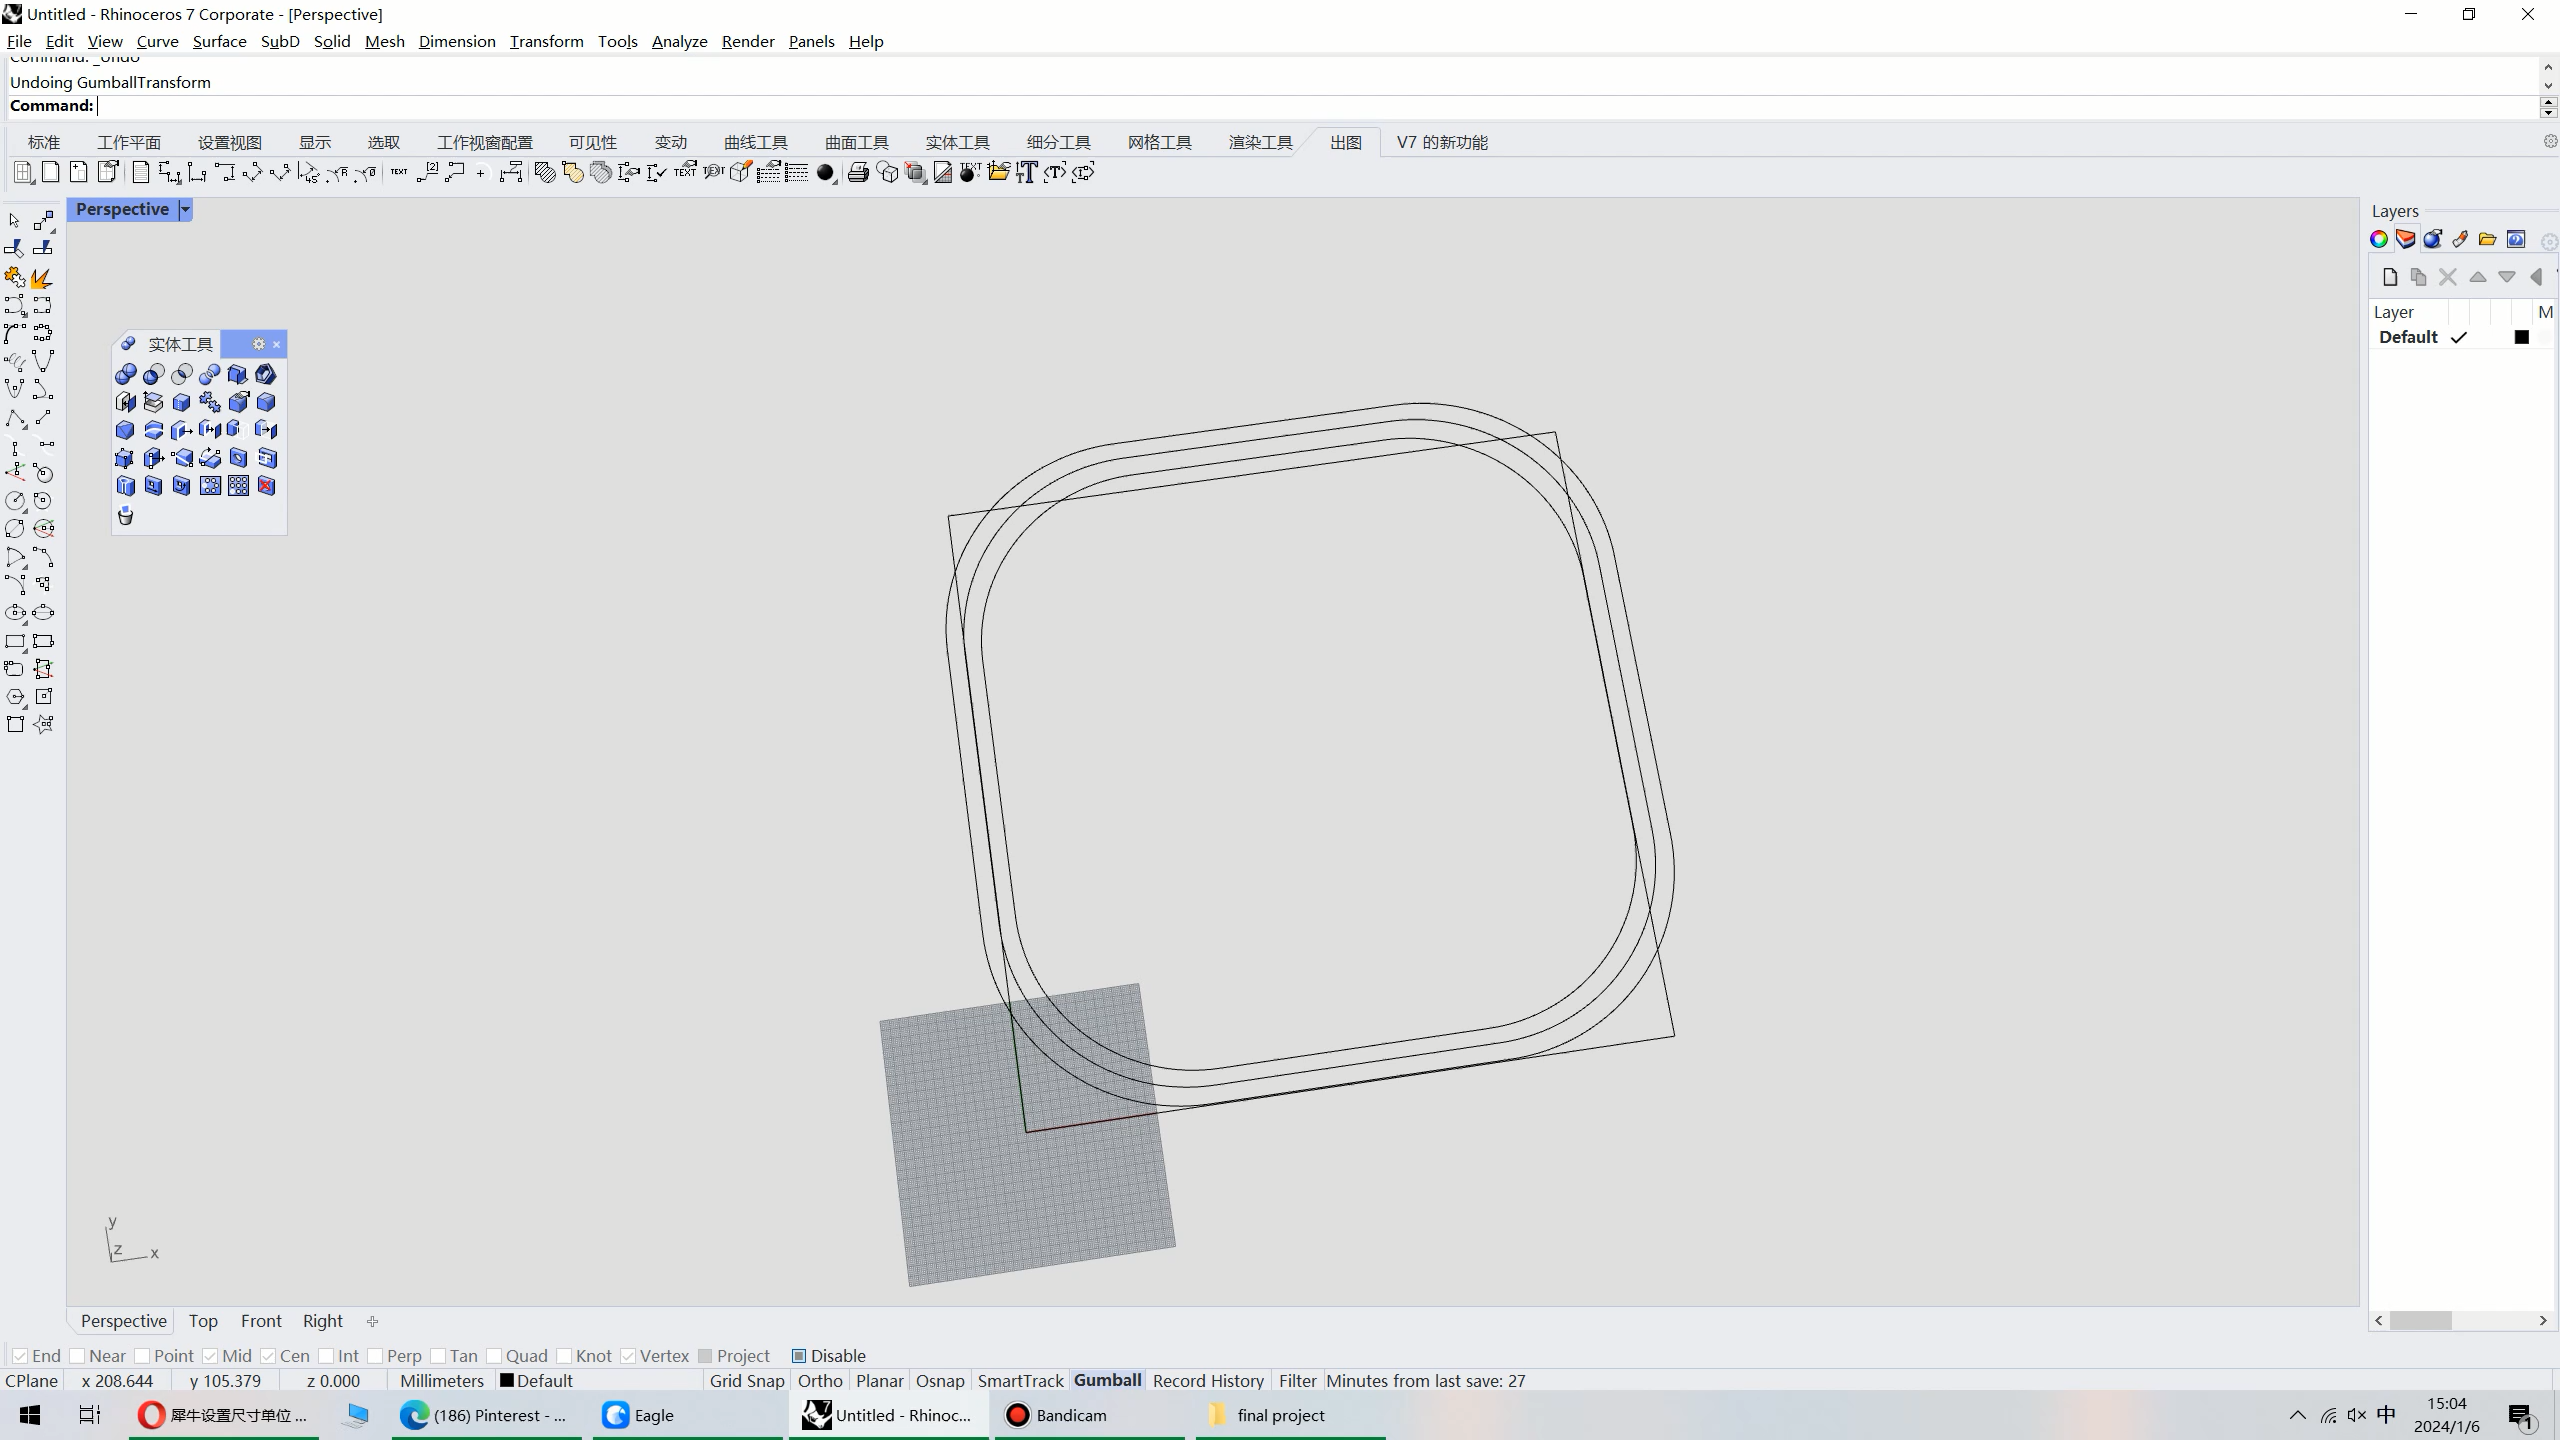 Untitled - Rhinoceros 7 Corporate - [Perspective]
File Edit View Curve Surface SubD Solid Mesh Dimension Transform Tools Analyze Render Panels Help
Command: _Undo
Undoing GumballTransform
Command:
标准 工作平面 设置视图 显示 选取 工作视窗配置 可见性 变动 曲线工具 曲面工具 实体工具 细分工具 网格工具 渲染工具 出图 V7 的新功能
Perspective
Layers
实体工具
Layer M
Default
y
z x
Perspective Top Front Right
End Near Point Mid Cen Int Perp Tan Quad Knot Vertex Project Disable
CPlane x 208.644 y 105.379 z 0.000 Millimeters Default Grid Snap Ortho Planar Osnap SmartTrack Gumball Record History Filter Minutes from last save: 27
犀牛设置尺寸单位 ... (186) Pinterest - ... Eagle Untitled - Rhinoc... Bandicam final project 中 15:04
2024/1/6 1